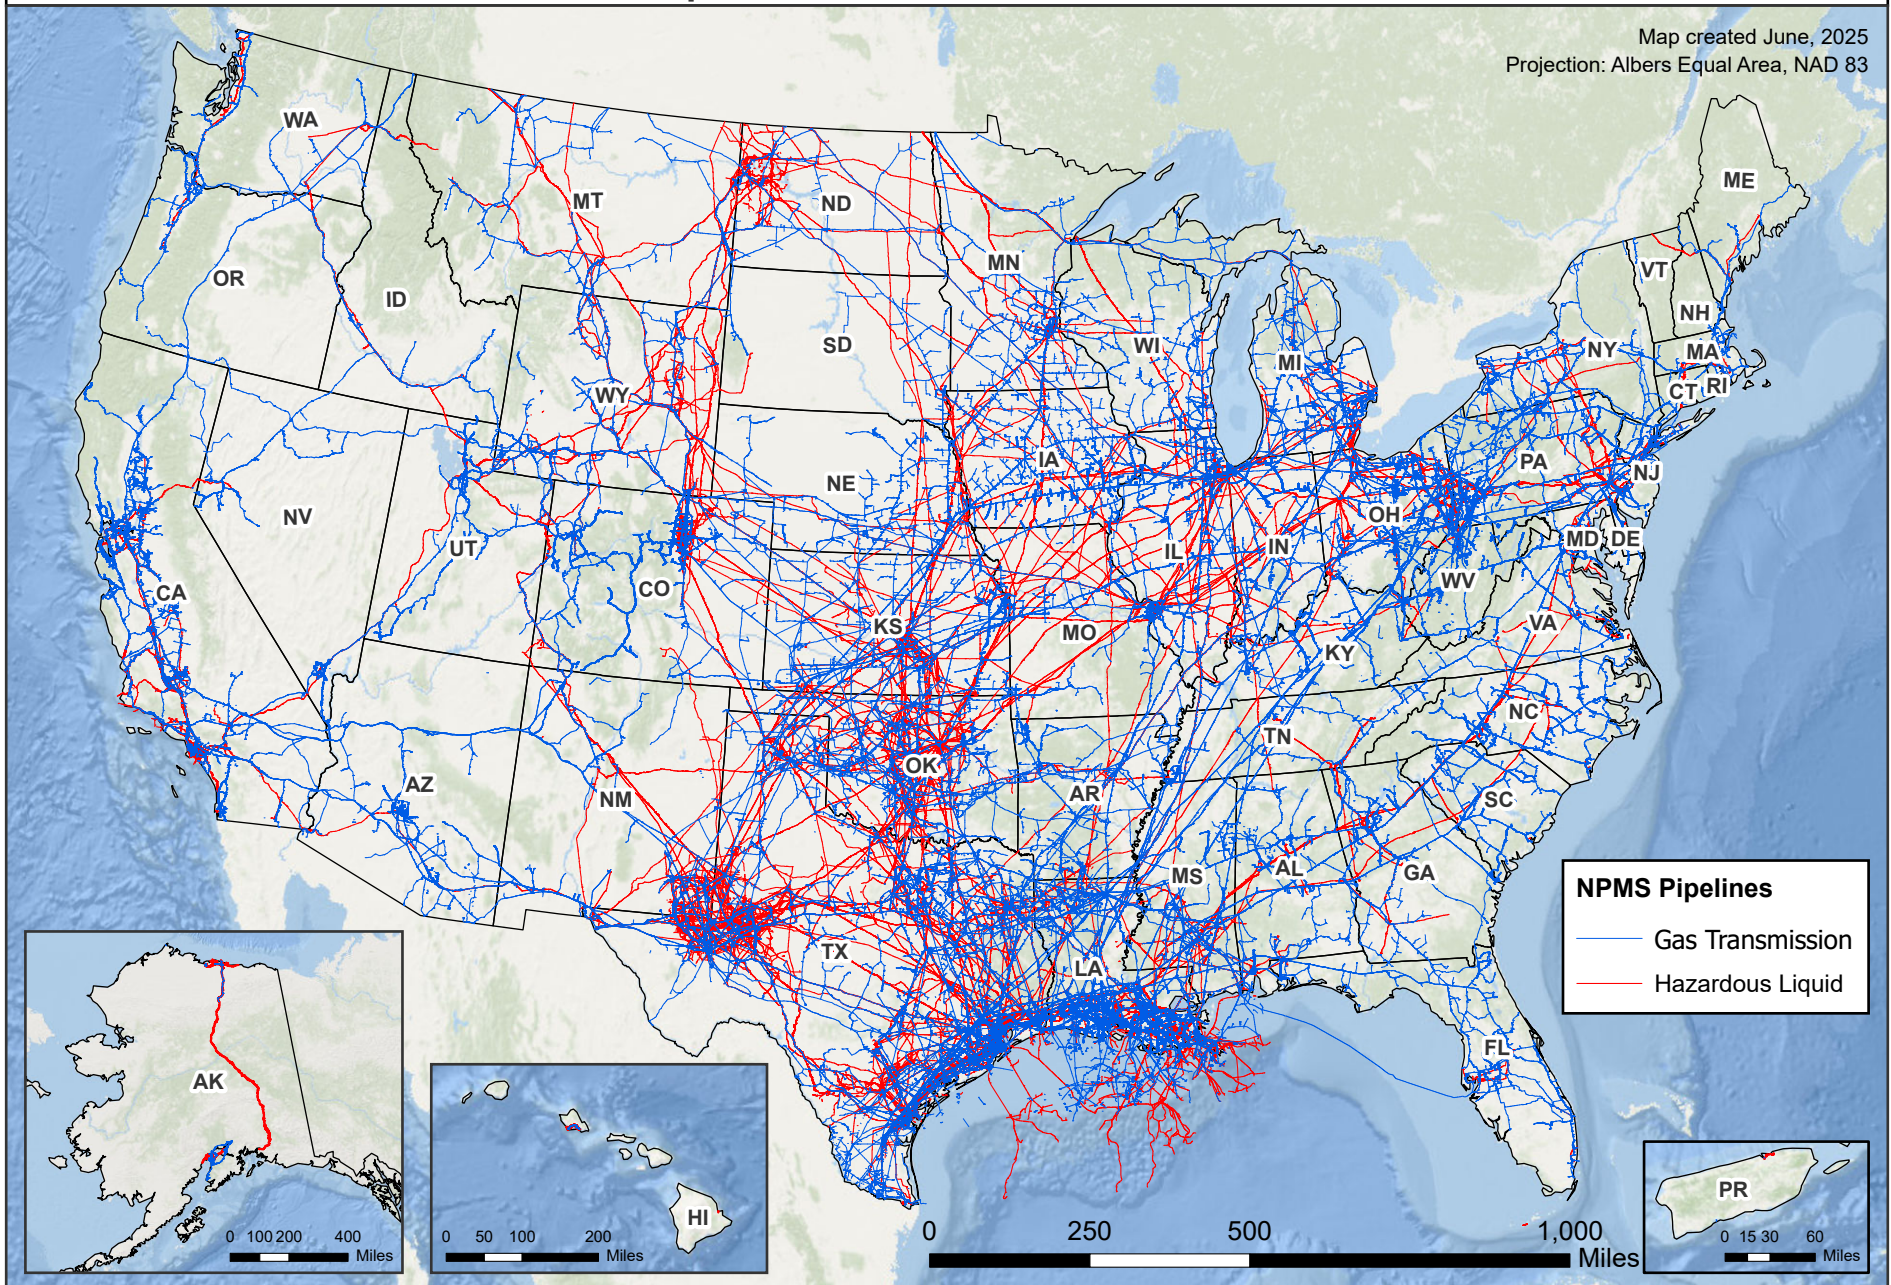 Map created June, 2025
Projection: Albers Equal Area, NAD 83
WA
MT
ND
MN
ME
VT
NH
OR
ID
SD
WI
MI
NY
MA
CT
RI
WY
IA
NE
PA
NJ
NV
UT
CO
IL
IN
OH
MD
DE
WV
CA
KS
MO
KY
VA
NC
TN
OK
AZ
NM
AR
SC
MS
AL
GA
TX
LA
FL
NPMS Pipelines
Gas Transmission
Hazardous Liquid
AK
0 100 200 400
Miles
HI
0 50 100 200
Miles
0 250 500 1,000
Miles
PR
0 15 30 60
Miles